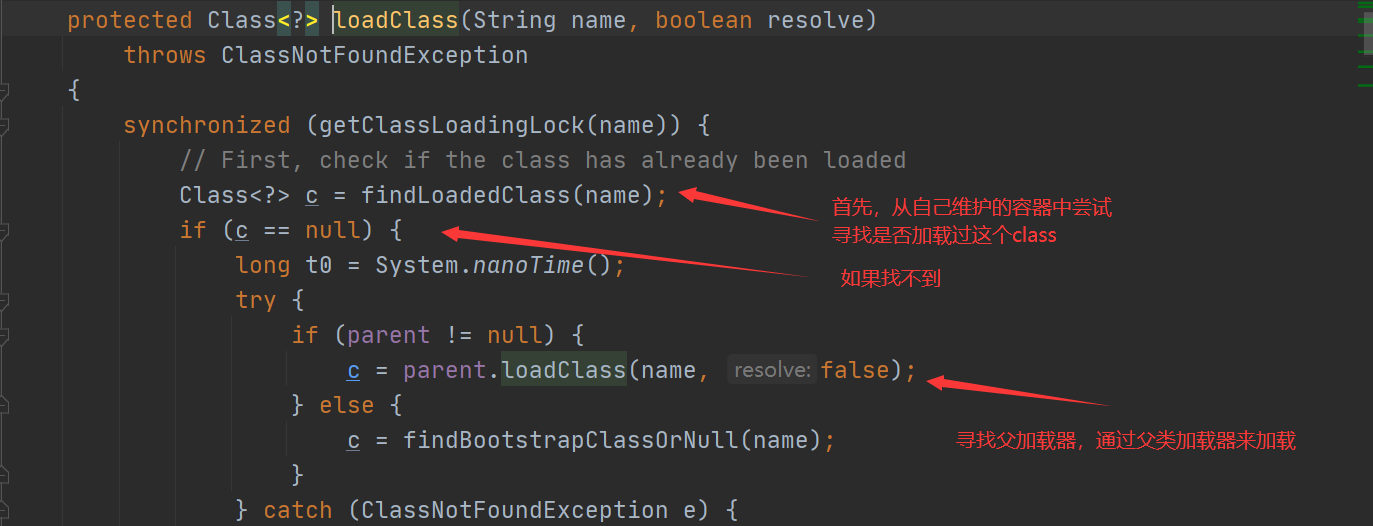 protected Class<?> loadClass(String name, boolean resolve)
throws ClassNotFoundException
{
synchronized (getClassLoadingLock(name)) {
// First, check if the class has already been loaded
Class<?> c = findLoadedClass(name);
首先，从自己维护的容器中尝试
寻找是否加载过这个class
if (c == null) {
如果找不到
long t0 = System.nanoTime();
try {
if (parent != null) {
c = parent.loadClass(name, resolve: false);
} else {
寻找父加载器，通过父类加载器来加载
c = findBootstrapClassOrNull(name);
}
} catch (ClassNotFoundException e) {